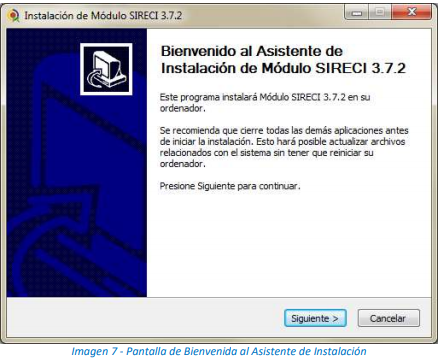 Instalación de Módulo SIRECI 3.7.2
Bienvenido al Asistente de
Instalación de Módulo SIRECI 3.7.2
Este programa instalará Módulo SIRECI 3.7.2 en su
ordenador.
Se recomienda que cierre todas las demás aplicaciones antes
de iniciar la instalación. Esto hará posible actualizar archivos
relacionados con el sistema sin tener que reiniciar su
ordenador.
Presione Siguiente para continuar.
Siguiente >
Cancelar
Imagen 7 - Pantalla de Bienvenida al Asistente de Instalación